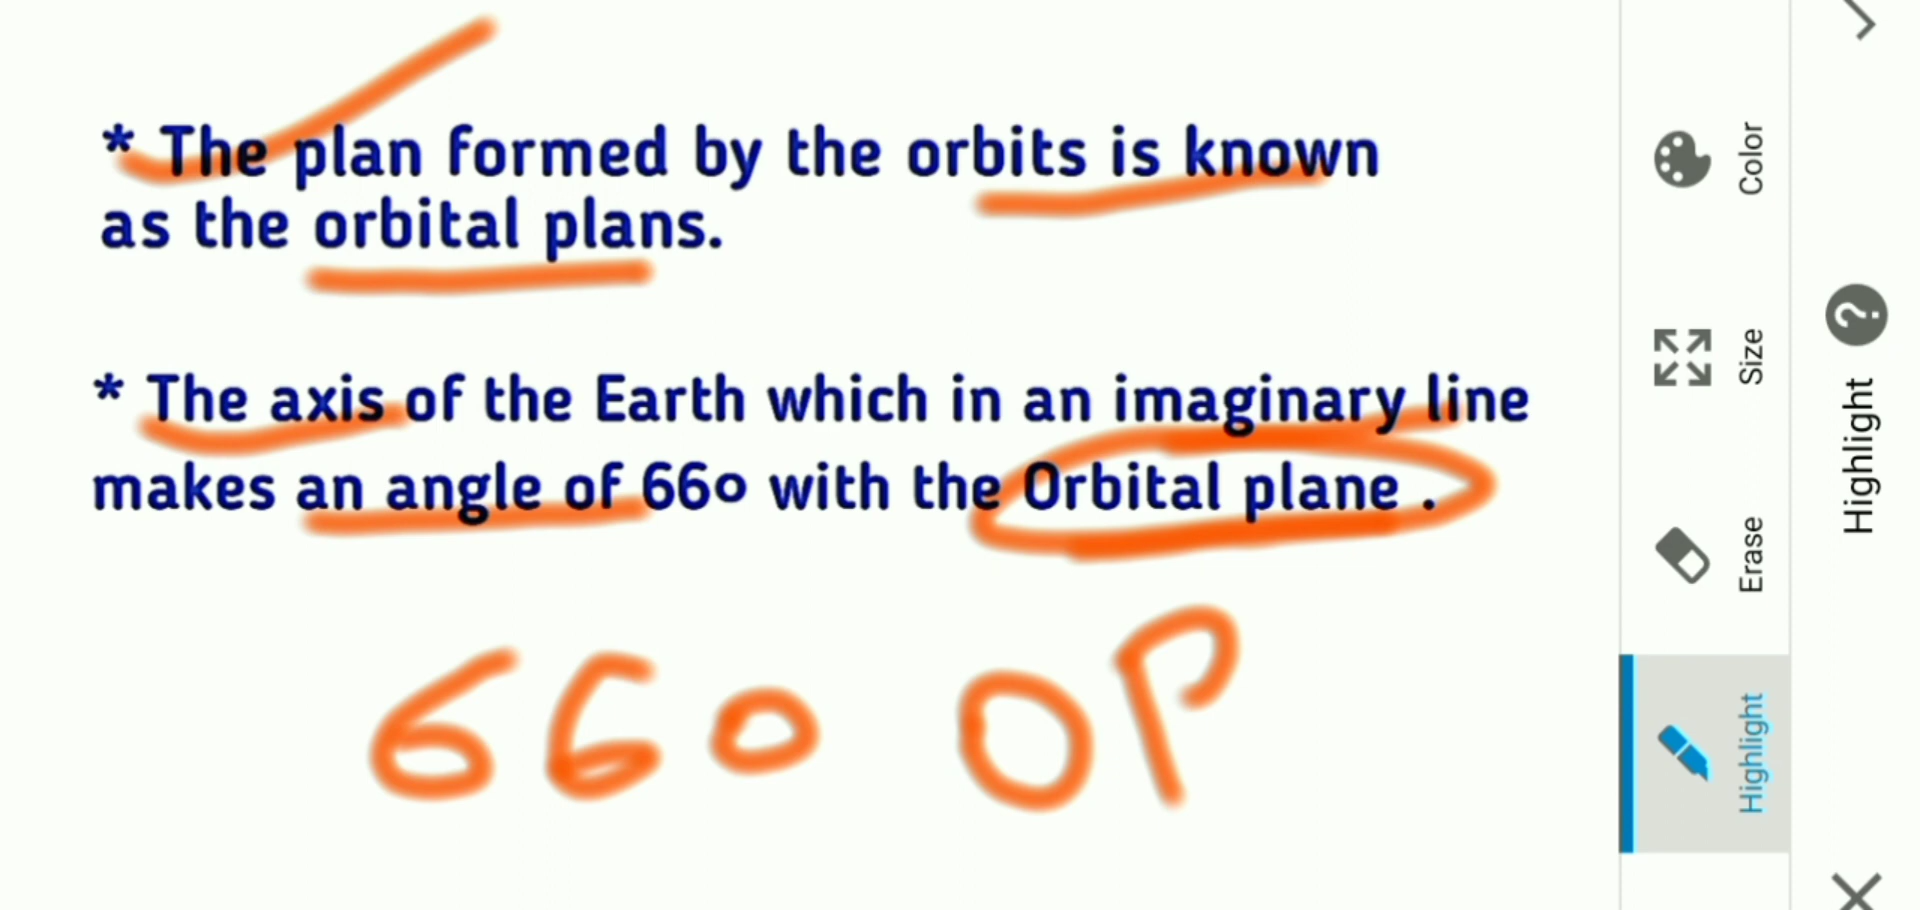 * The plan formed by the orbits is known
as the orbital plans.
* The axis of the Earth which in an imaginary line
makes an angle of 66o with the Orbital plane .
660 OP
Color
Size
Erase
Highlight
? Highlight